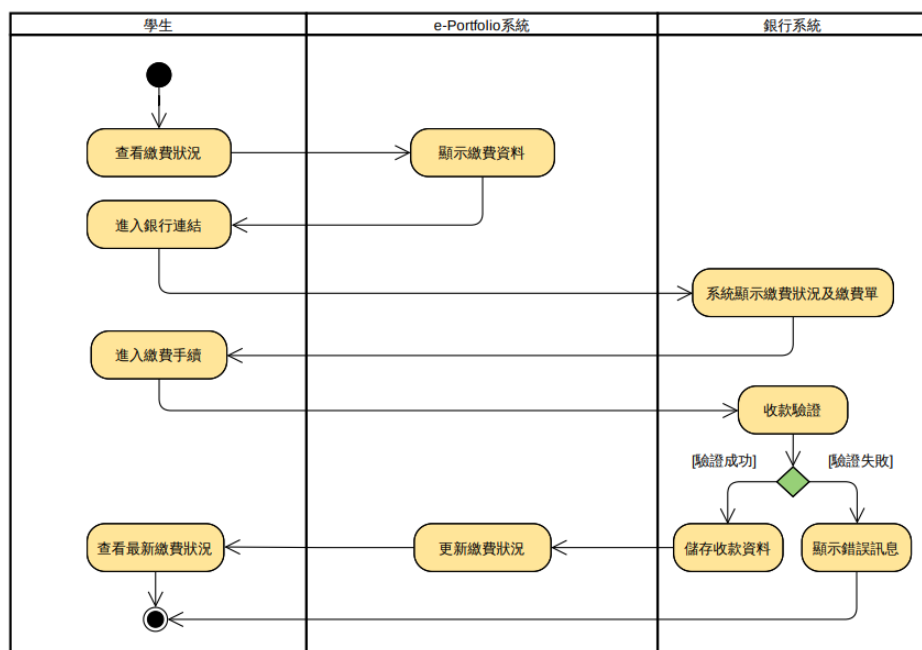 學生
e-Portfolio系統
銀行系統
查看繳費狀況
顯示繳費資料
進入銀行連結
系統顯示繳費狀況及繳費單
進入繳費手續
收款驗證
[驗證成功]
[驗證失敗]
查看最新繳費狀況
更新繳費狀況
儲存收款資料
顯示錯誤訊息